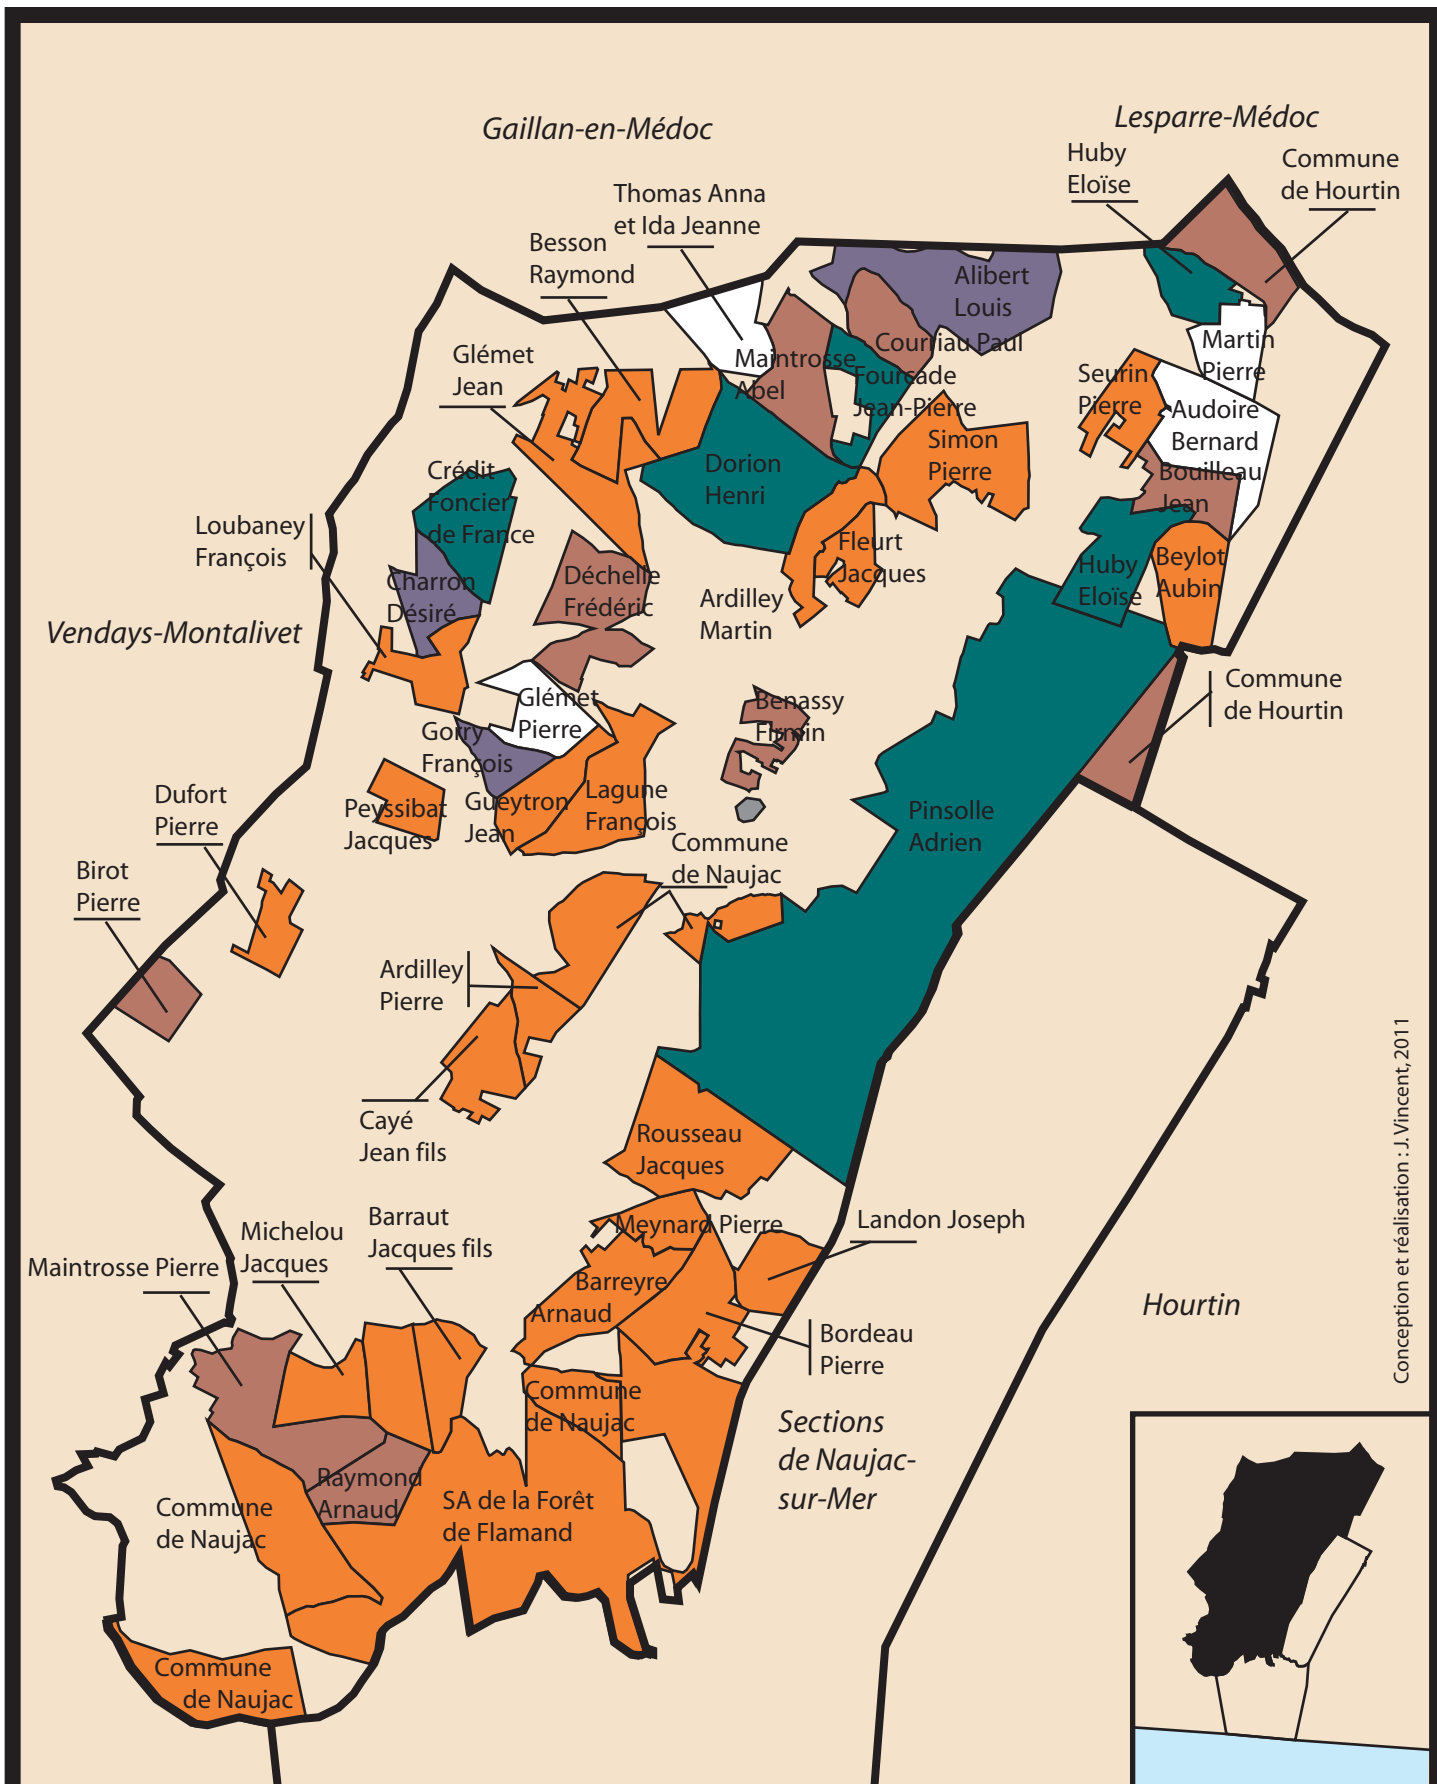 Gaillan-en-Médoc
Lesparre-Médoc
Huby
Eloïse
Commune
de Hourtin
Thomas Anna
et Ida Jeanne
Besson
Raymond
Alibert
Louis
Glémet
Jean
Maintrosse
Abel
Courriau Paul
Fourcade
Jean-Pierre
Martin
Pierre
Seurin
Pierre
Audoire
Bernard
Simon
Pierre
Dorion
Henri
Bouilleau
Jean
Crédit
Foncier
de France
Loubaney
François
Fleurt
Jacques
Huby
Eloïse
Beylot
Aubin
Charron
Désiré
Déchelle
Frédéric
Ardilley
Martin
Vendays-Montalivet
Commune
de Hourtin
Glémet
Pierre
Benassy
Firmin
Gorry
François
Dufort
Pierre
Peyssibat
Jacques
Gueytron
Jean
Lagune
François
Pinsolle
Adrien
Commune
de Naujac
Birot
Pierre
Ardilley
Pierre
Cayé
Jean fils
Rousseau
Jacques
Meynard Pierre
Landon Joseph
Barraut
Jacques fils
Michelou
Jacques
Maintrosse Pierre
Barreyre
Arnaud
Bordeau
Pierre
Hourtin
Commune
de Naujac
Sections
de Naujac-
sur-Mer
Raymond
Arnaud
SA de la Forêt
de Flamand
Commune
de Naujac
Commune
de Naujac
Conception et réalisation : J. Vincent, 2011